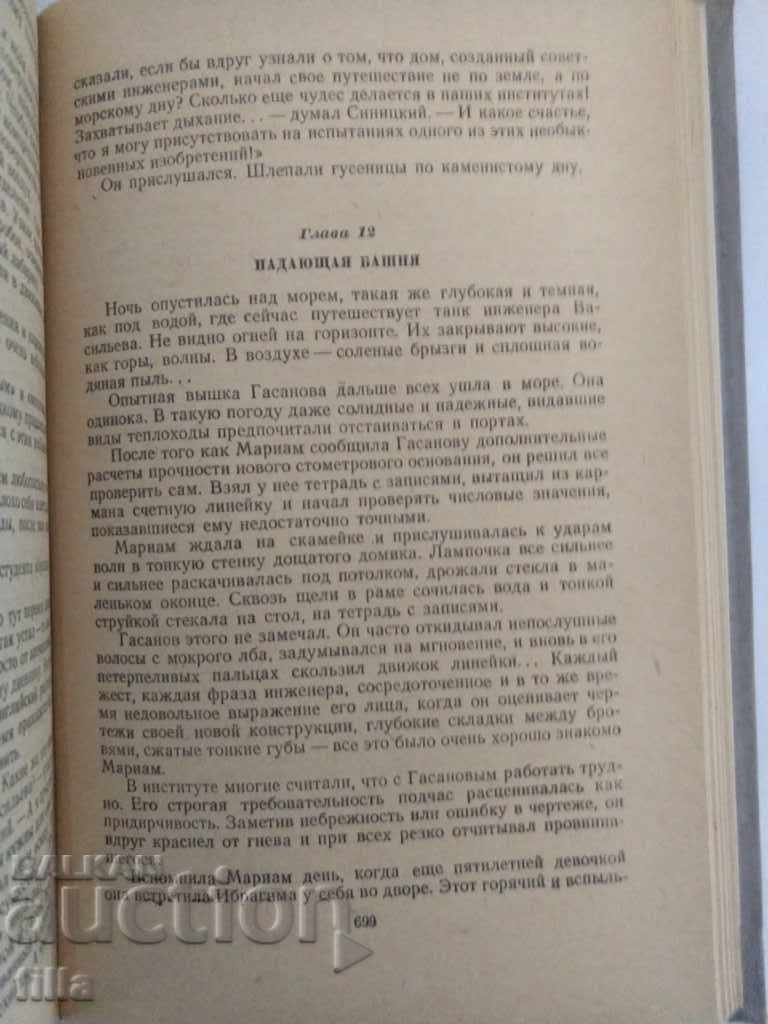 сказали, если бы вдруг узнали о том, что дом, созданный совет-
скими инженерами, начал свое путешествие не по земле, а по
морскому дну? Сколько еще чудес делается в наших институтах!
Захватывает дыхание... — думал Синицкий. — И какое счастье,
что я могу присутствовать на испытаниях одного из этих необык-
новенных изобретений!»
Он прислушался. Шлепали гусеницы по каменистому дну.
Глава 12
ПАДАЮЩАЯ БАШНЯ
Ночь опустилась над морем, такая же глубокая и темная,
как под водой, где сейчас путешествует танк инженера Ва-
сильева. Не видно огней на горизонте. Их закрывают высокие,
как горы, волны. В воздухе — соленые брызги и сплошная во-
дяная пыль...
Опытная вышка Гасанова дальше всех ушла в море. Она
одинока. В такую погоду даже солидные и надежные, видавшие
виды теплоходы предпочитали отстаиваться в портах.
После того как Мариам сообщила Гасанову дополнительные
расчеты прочности нового стометрового основания, он решил все
проверить сам. Взял у нее тетрадь с записями, вытащил из кар-
мана счетную линейку и начал проверять числовые значения,
показавшиеся ему недостаточно точными.
Мариам ждала на скамейке и прислушивалась к ударам
волн в тонкую стенку дощатого домика. Лампочка все сильнее
и сильнее раскачивалась под потолком, дрожали стекла в ма-
леньком оконце. Сквозь щели в раме сочилась вода и тонкой
струйкой стекала на стол, на тетрадь с записями.
Гасанов этого не замечал. Он часто откидывал непослушные
волосы с мокрого лба, задумывался на мгновение, и вновь в его
нетерпеливых пальцах скользил движок линейки... Каждый
жест, каждая фраза инженера, сосредоточенное и в то же вре-
мя недовольное выражение его лица, когда он оценивает чер-
тежи своей новой конструкции, глубокие складки между бро-
вями, сжатые тонкие губы — все это было очень хорошо знакомо
Мариам.
В институте многие считали, что с Гасановым работать труд-
но. Его строгая требовательность подчас расценивалась как
придирчивость. Заметив небрежность или ошибку в чертеже, он
вдруг краснел от гнева и при всех резко отчитывал провинив-
Вспомнила Мариам день, когда еще пятилетней девочкой
она встретила Ибрагима у себя во дворе. Этот горячий и вспыль-
699
BALKAN
auction
filla